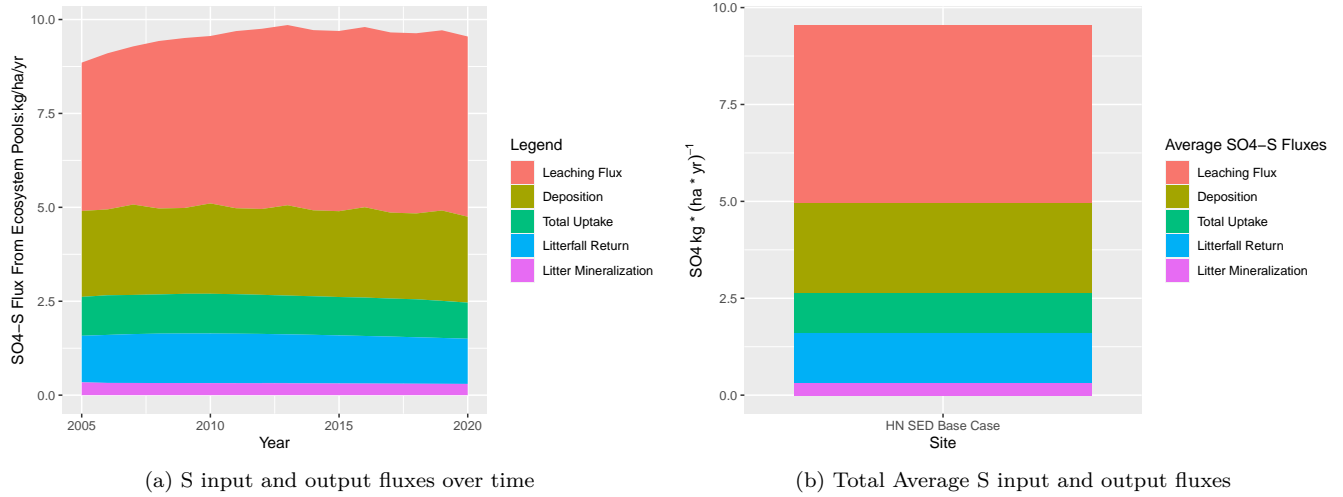 SO4−S Flux From Ecosystem Pools:kg/ha/yr
10.0
7.5
5.0
2.5
0.0
2005
2010
2015
2020
Year
Legend
Leaching Flux
Deposition
Total Uptake
Litterfall Return
Litter Mineralization
(a) S input and output fluxes over time
SO4 kg * (ha * yr)⁻¹
10.0
7.5
5.0
2.5
0.0
HN SED Base Case
Site
Average SO4−S Fluxes
Leaching Flux
Deposition
Total Uptake
Litterfall Return
Litter Mineralization
(b) Total Average S input and output fluxes